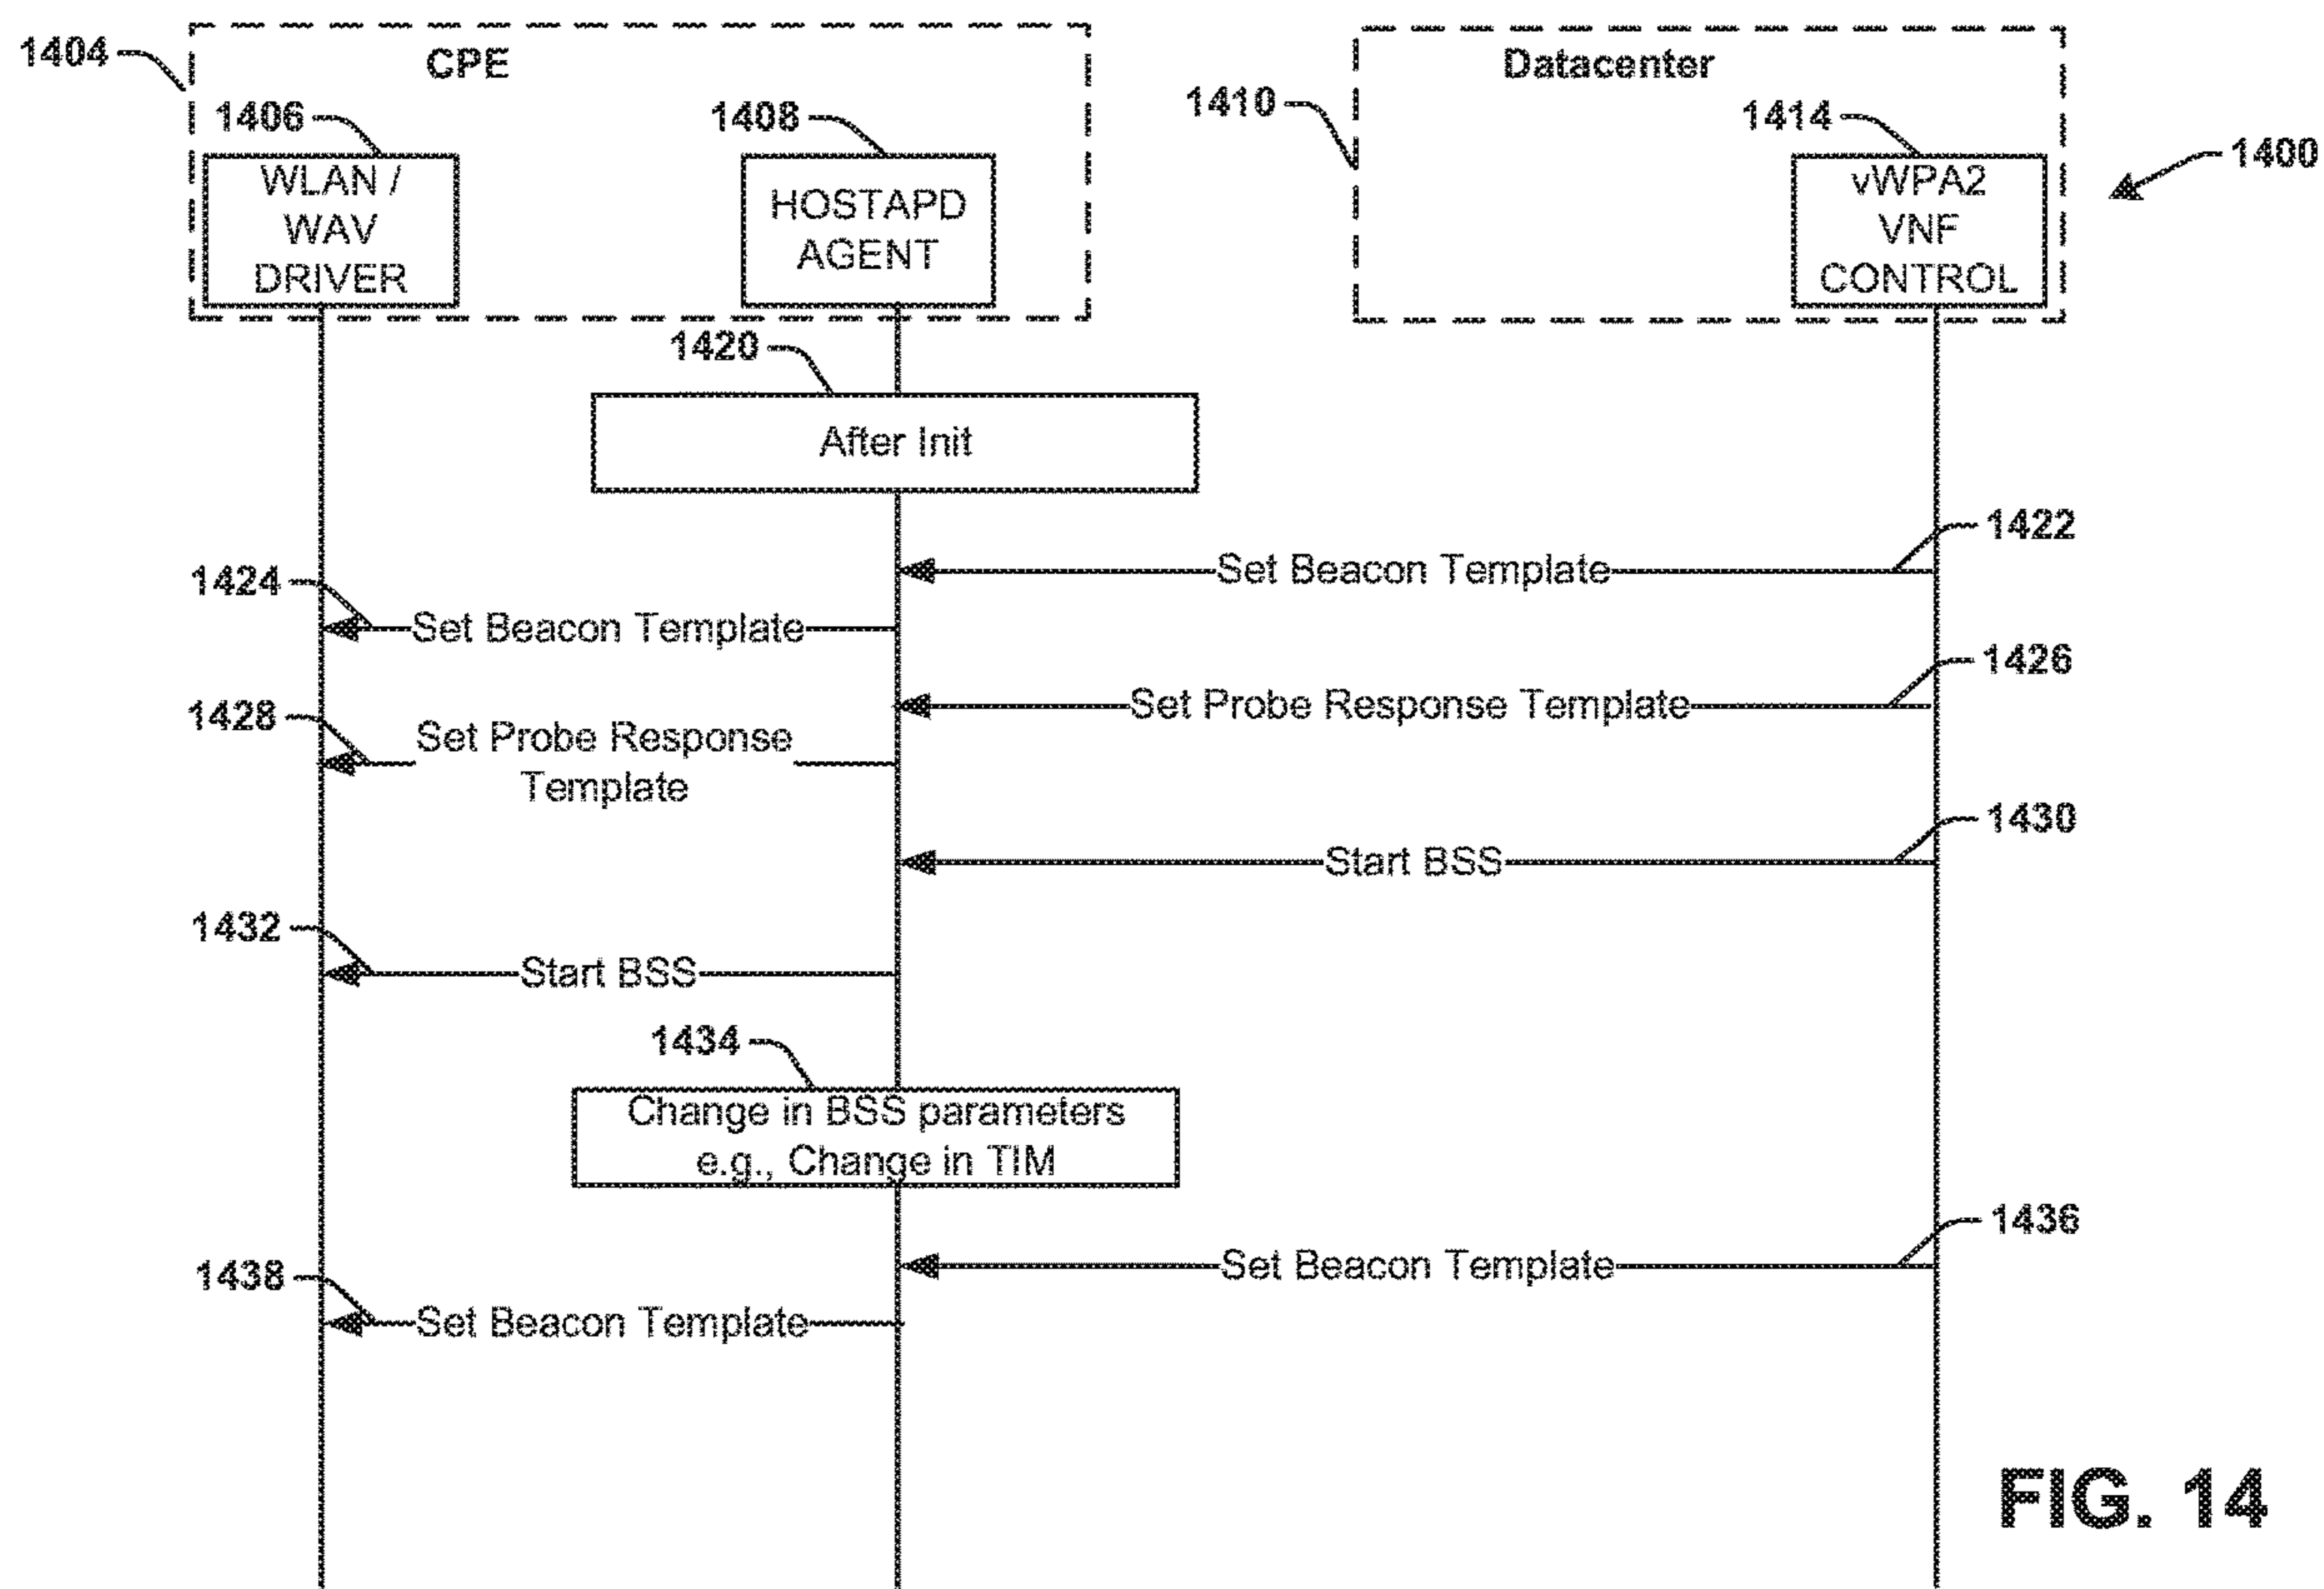 1404
CPE
Datacenter
1406
1408
1410
1414
1400
WLAN /
WAV
DRIVER
HOSTAPD
AGENT
vWPA2
VNF
CONTROL
1420
After Init
1422
Set Beacon Template
1424
Set Beacon Template
1426
Set Probe Response Template
1428
Set Probe Response
Template
1430
Start BSS
1432
Start BSS
1434
Change in BSS parameters
e.g., Change in TIM
1436
Set Beacon Template
1438
Set Beacon Template
FIG. 14